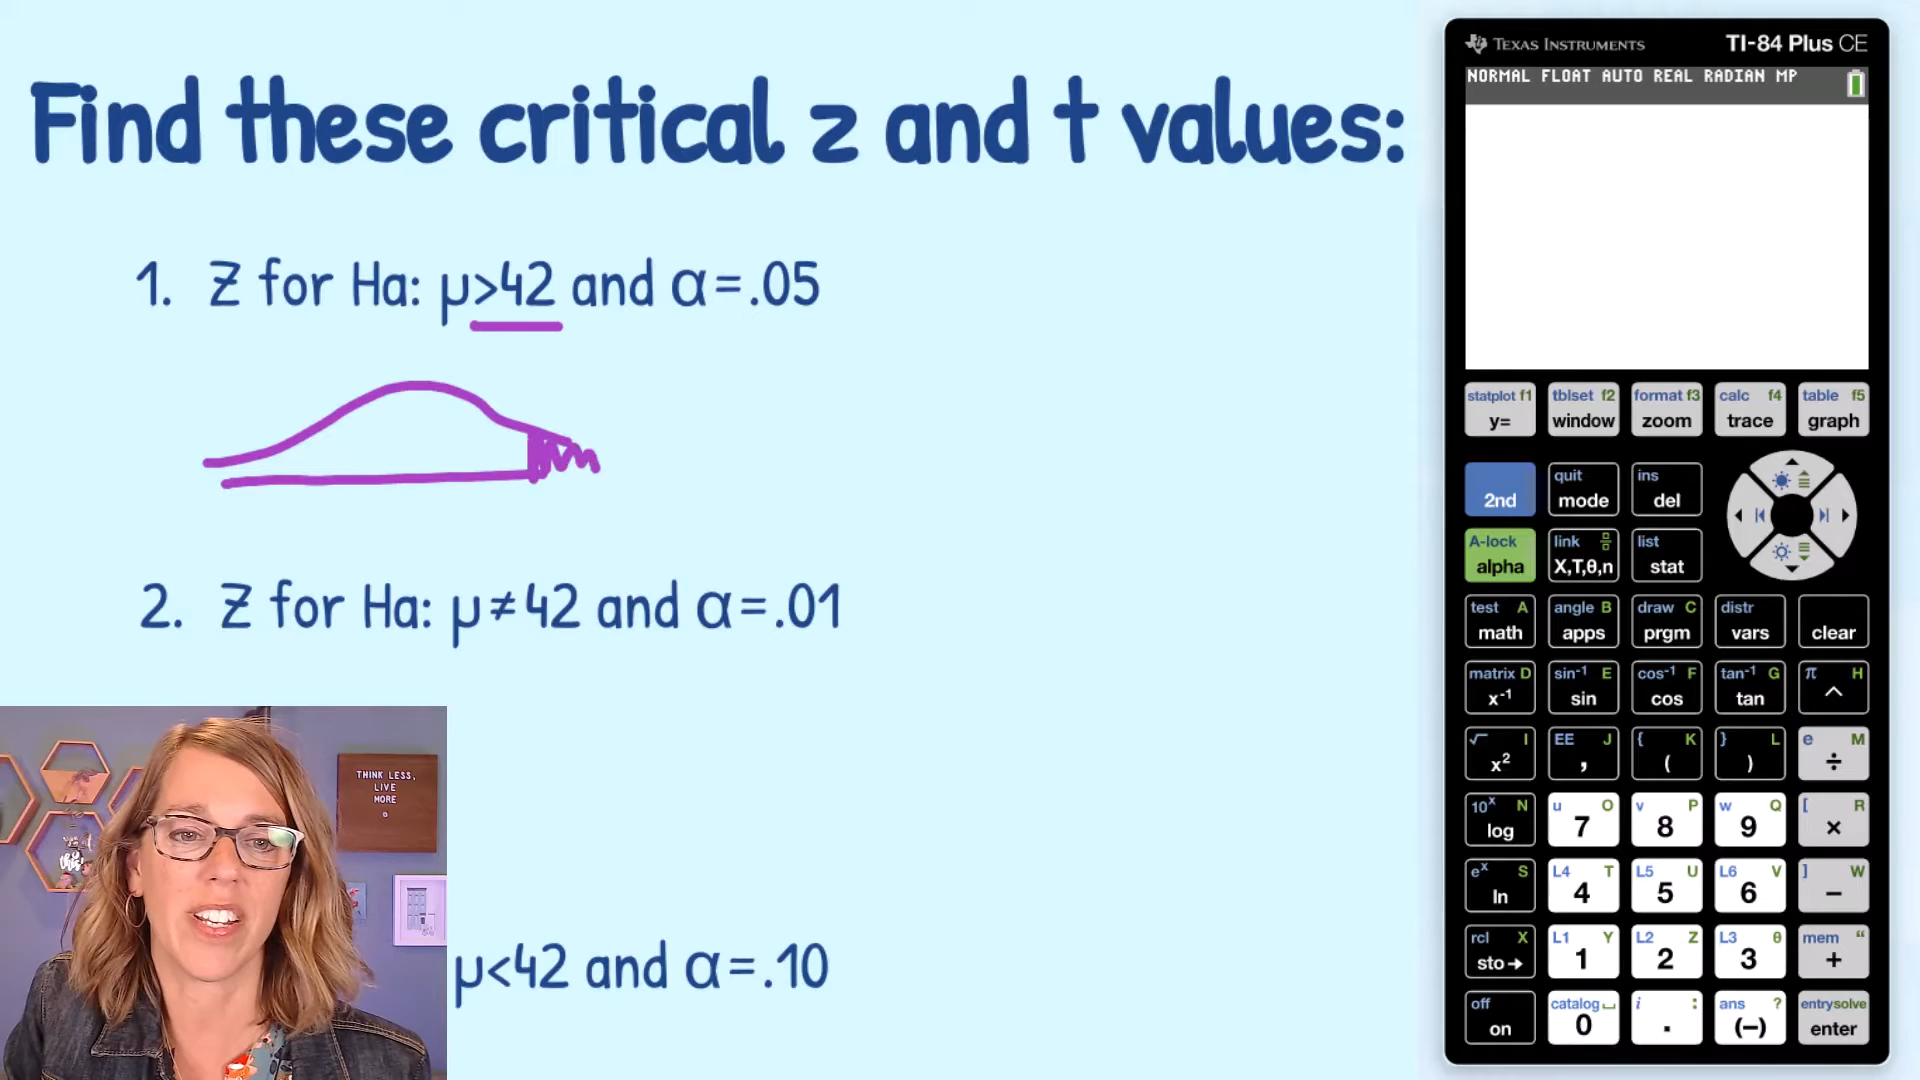 Find these critical z and t values:
1. Z for Ha: μ>42 and α=.05
2. Z for Ha: μ≠42 and α=.01
μ<42 and α=.10
THINK LESS,
LIVE
MORE
TEXAS INSTRUMENTS TI-84 Plus CE
NORMAL FLOAT AUTO REAL RADIAN MP
statplot f1 tblset f2 format f3 calc f4 table f5
y= window zoom trace graph
quit ins
2nd mode del
A-lock link list
alpha X,T,θ,n stat
test A angle B draw C distr
math apps prgm vars clear
matrix D sin⁻¹ E cos⁻¹ F tan⁻¹ G π H
x⁻¹ sin cos tan ^
√ I EE J { K } L e M
x² , ( ) ÷
10ˣ N u O v P w Q [ R
log 7 8 9 ×
eˣ S L4 T L5 U L6 V ] W
ln 4 5 6 −
rcl X L1 Y L2 Z L3 θ mem “
sto→ 1 2 3 +
off catalog i : ans ? entry solve
on 0 . (−) enter